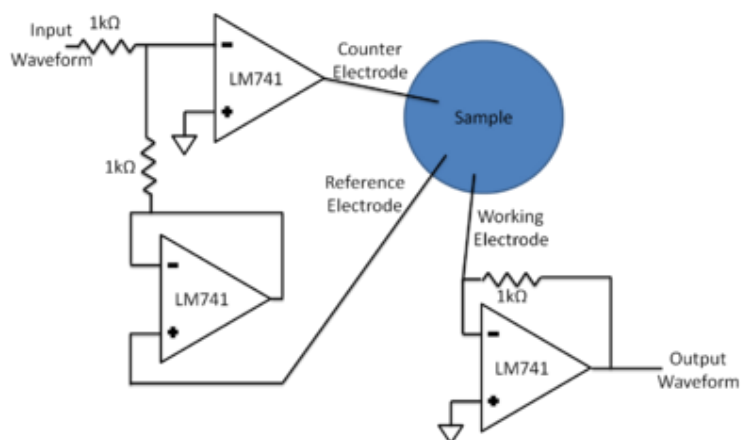 Input
Waveform
1kΩ
-
LM741
+
Counter
Electrode
Sample
1kΩ
Reference
Electrode
Working
Electrode
-
LM741
+
1kΩ
-
LM741
+
Output
Waveform